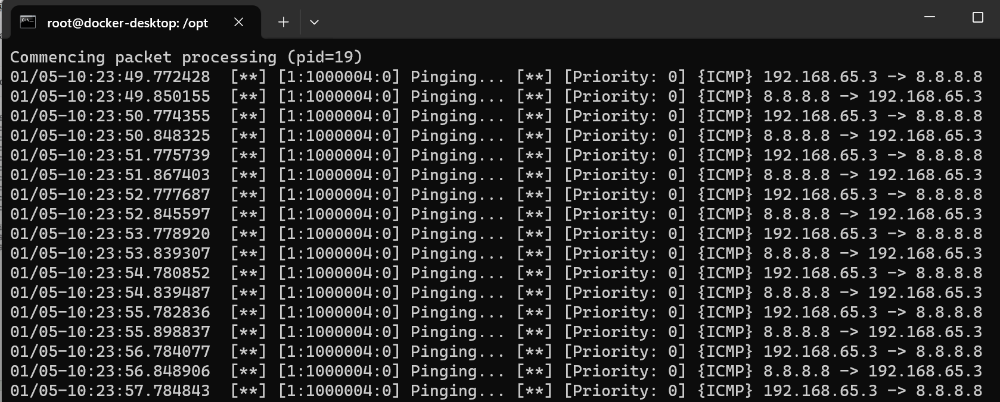 root@docker-desktop: /opt
Commencing packet processing (pid=19)
01/05-10:23:49.772428  [**] [1:1000004:0] Pinging... [**] [Priority: 0] {ICMP} 192.168.65.3 -> 8.8.8.8
01/05-10:23:49.850155  [**] [1:1000004:0] Pinging... [**] [Priority: 0] {ICMP} 8.8.8.8 -> 192.168.65.3
01/05-10:23:50.774355  [**] [1:1000004:0] Pinging... [**] [Priority: 0] {ICMP} 192.168.65.3 -> 8.8.8.8
01/05-10:23:50.848325  [**] [1:1000004:0] Pinging... [**] [Priority: 0] {ICMP} 8.8.8.8 -> 192.168.65.3
01/05-10:23:51.775739  [**] [1:1000004:0] Pinging... [**] [Priority: 0] {ICMP} 192.168.65.3 -> 8.8.8.8
01/05-10:23:51.867403  [**] [1:1000004:0] Pinging... [**] [Priority: 0] {ICMP} 8.8.8.8 -> 192.168.65.3
01/05-10:23:52.777687  [**] [1:1000004:0] Pinging... [**] [Priority: 0] {ICMP} 192.168.65.3 -> 8.8.8.8
01/05-10:23:52.845597  [**] [1:1000004:0] Pinging... [**] [Priority: 0] {ICMP} 8.8.8.8 -> 192.168.65.3
01/05-10:23:53.778920  [**] [1:1000004:0] Pinging... [**] [Priority: 0] {ICMP} 192.168.65.3 -> 8.8.8.8
01/05-10:23:53.839307  [**] [1:1000004:0] Pinging... [**] [Priority: 0] {ICMP} 8.8.8.8 -> 192.168.65.3
01/05-10:23:54.780852  [**] [1:1000004:0] Pinging... [**] [Priority: 0] {ICMP} 192.168.65.3 -> 8.8.8.8
01/05-10:23:54.839487  [**] [1:1000004:0] Pinging... [**] [Priority: 0] {ICMP} 8.8.8.8 -> 192.168.65.3
01/05-10:23:55.782836  [**] [1:1000004:0] Pinging... [**] [Priority: 0] {ICMP} 192.168.65.3 -> 8.8.8.8
01/05-10:23:55.898837  [**] [1:1000004:0] Pinging... [**] [Priority: 0] {ICMP} 8.8.8.8 -> 192.168.65.3
01/05-10:23:56.784077  [**] [1:1000004:0] Pinging... [**] [Priority: 0] {ICMP} 192.168.65.3 -> 8.8.8.8
01/05-10:23:56.848906  [**] [1:1000004:0] Pinging... [**] [Priority: 0] {ICMP} 8.8.8.8 -> 192.168.65.3
01/05-10:23:57.784843  [**] [1:1000004:0] Pinging... [**] [Priority: 0] {ICMP} 192.168.65.3 -> 8.8.8.8